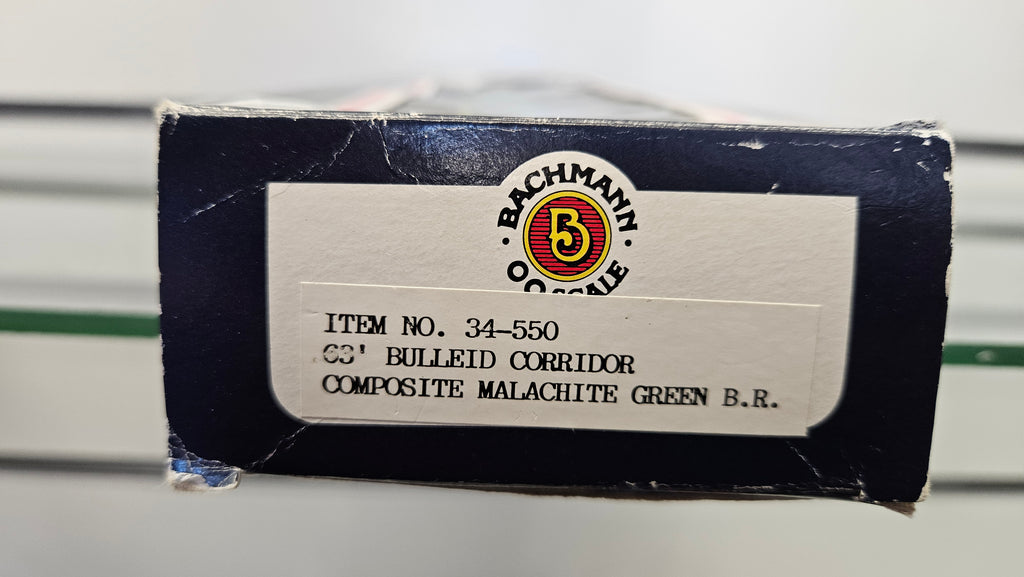 BACHMANN
B
OO SCALE
ITEM NO. 34-550
63' BULLEID CORRIDOR
COMPOSITE MALACHITE GREEN B.R.